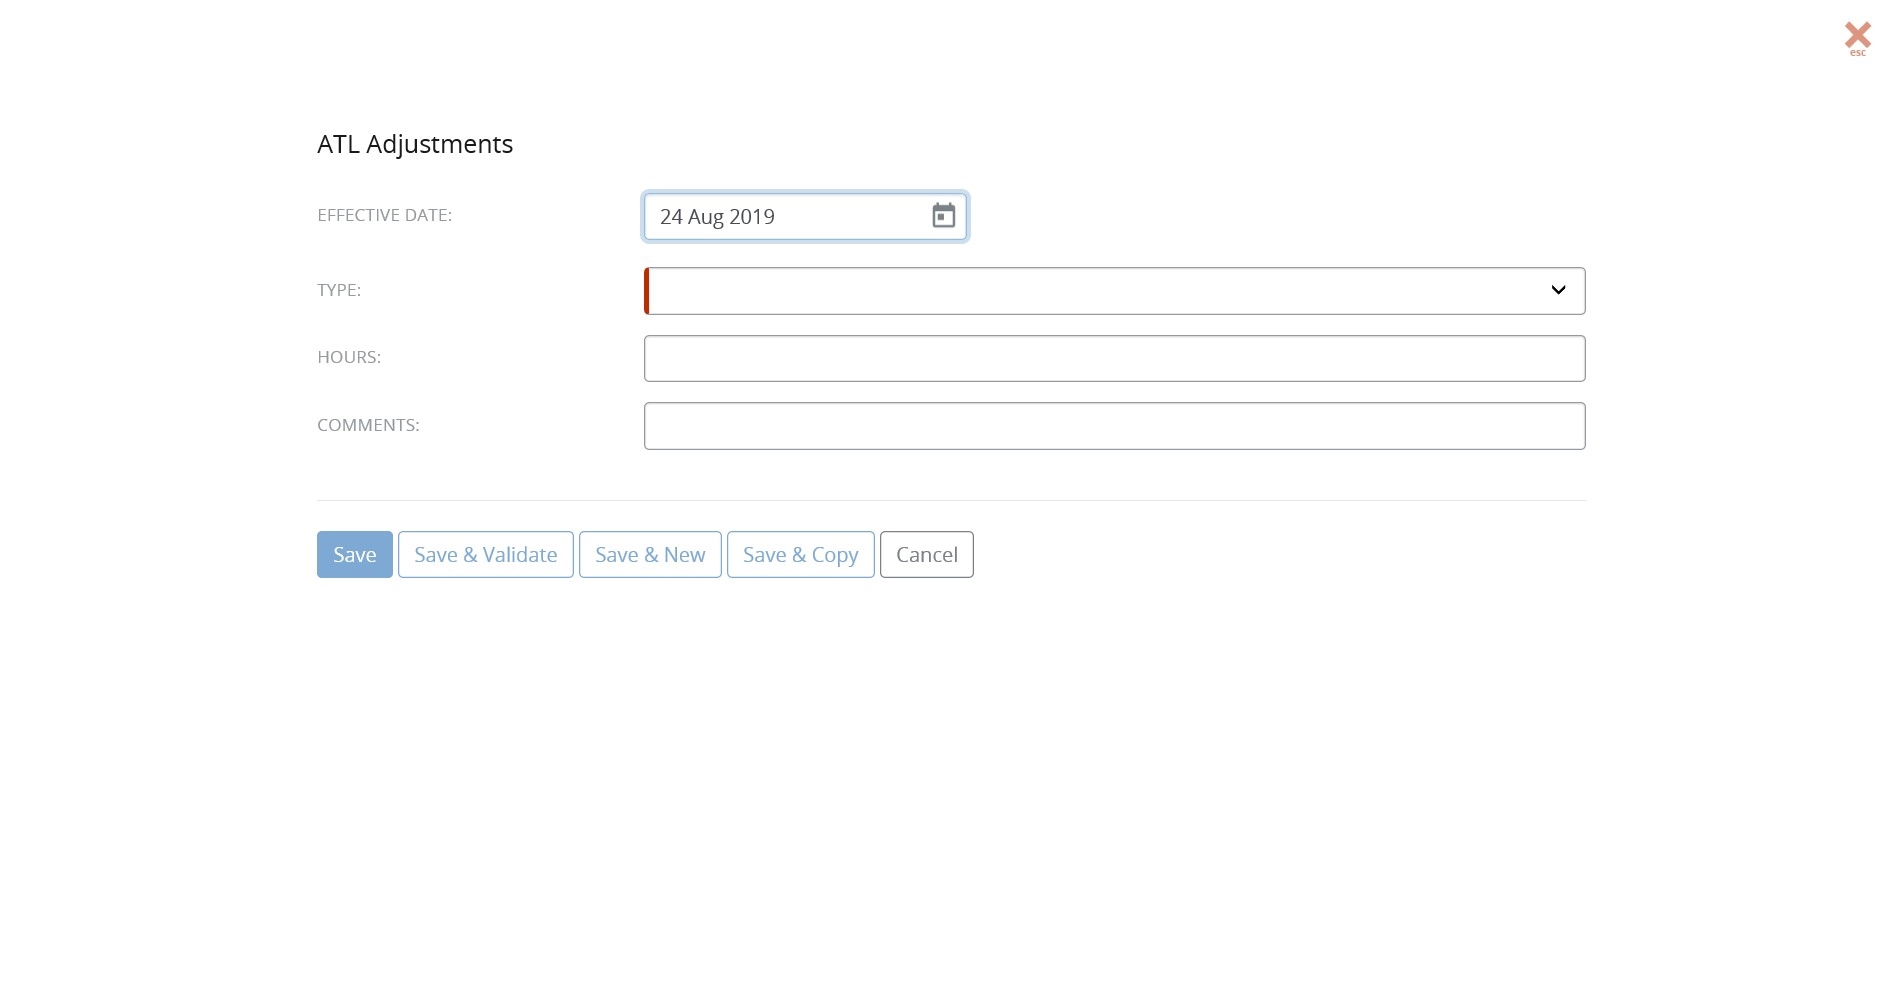 esc
ATL Adjustments
EFFECTIVE DATE:
24 Aug 2019
TYPE:
HOURS:
COMMENTS:
Save Save & Validate Save & New Save & Copy Cancel